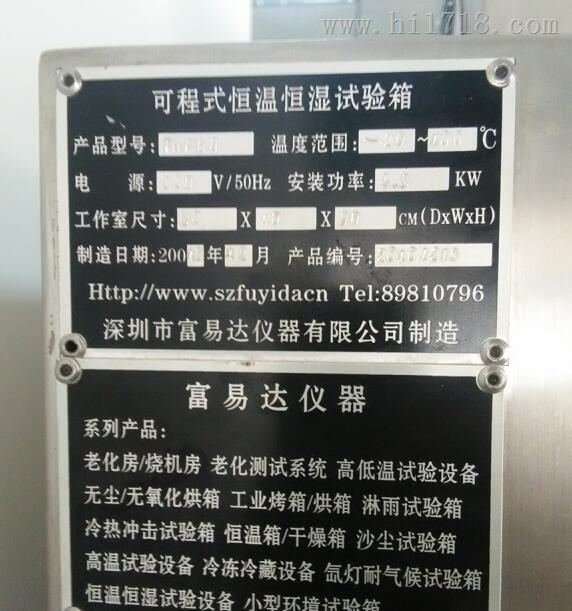 www.hi1718.com
可程式恒温恒湿试验箱
产品型号: 温度范围: -20 ~ ℃
电 源: V/50Hz 安装功率: KW
工作室尺寸: X X CM(DxWxH)
制造日期:200 年 月 产品编号:
Http://www.szfuyidacn Tel:89810796
深圳市富易达仪器有限公司制造
富易达仪器
系列产品:
老化房/烧机房 老化测试系统 高低温试验设备
无尘/无氧化烘箱 工业烤箱/烘箱 淋雨试验箱
冷热冲击试验箱 恒温箱/干燥箱 沙尘试验箱
高温试验设备 冷冻冷藏设备 氙灯耐气候试验箱
恒温恒湿试验设备 小型环境试验箱